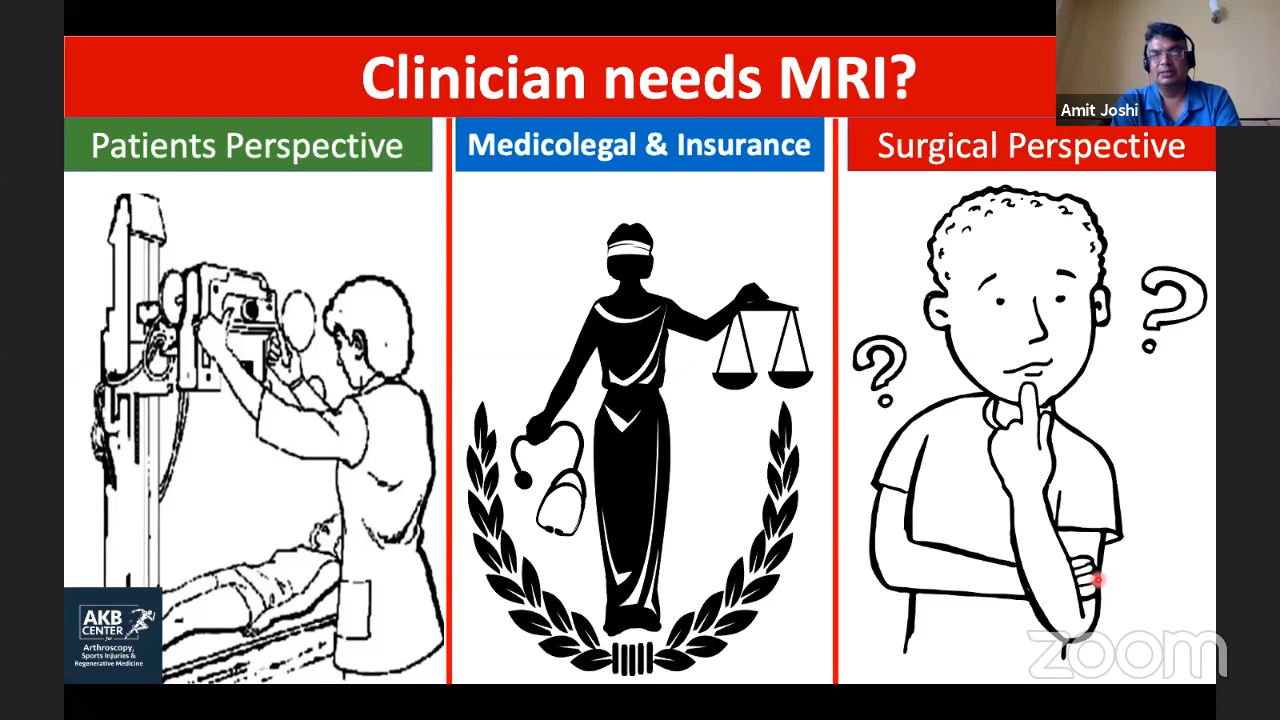 Clinician needs MRI?
Amit Joshi
Patients Perspective
Medicolegal & Insurance
Surgical Perspective
?
?
AKB
CENTER
for
Arthroscopy,
Sports Injuries &
Regenerative Medicine
zoom